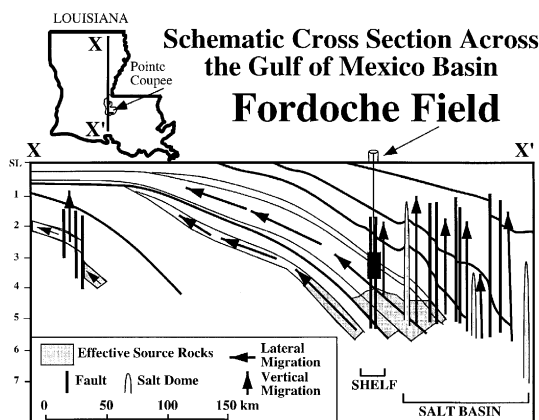 LOUISIANA
X
Pointe
Coupee
X'
Schematic Cross Section Across
the Gulf of Mexico Basin
Fordoche Field
X
X'
SL
1
2
3
4
5
6
7
Effective Source Rocks
Lateral
Migration
Fault
Salt Dome
Vertical
Migration
0 50 100 150 km
SHELF
SALT BASIN